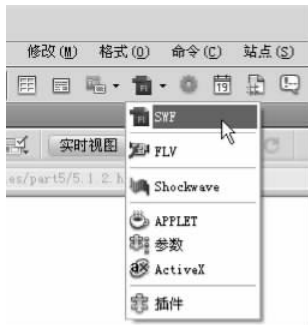 修改(M) 格式(O) 命令(C) 站点(S)
19
SWF
实时视图
FLV
es/part5/5.1.2.h
Shockwave
APPLET
参数
ActiveX
插件